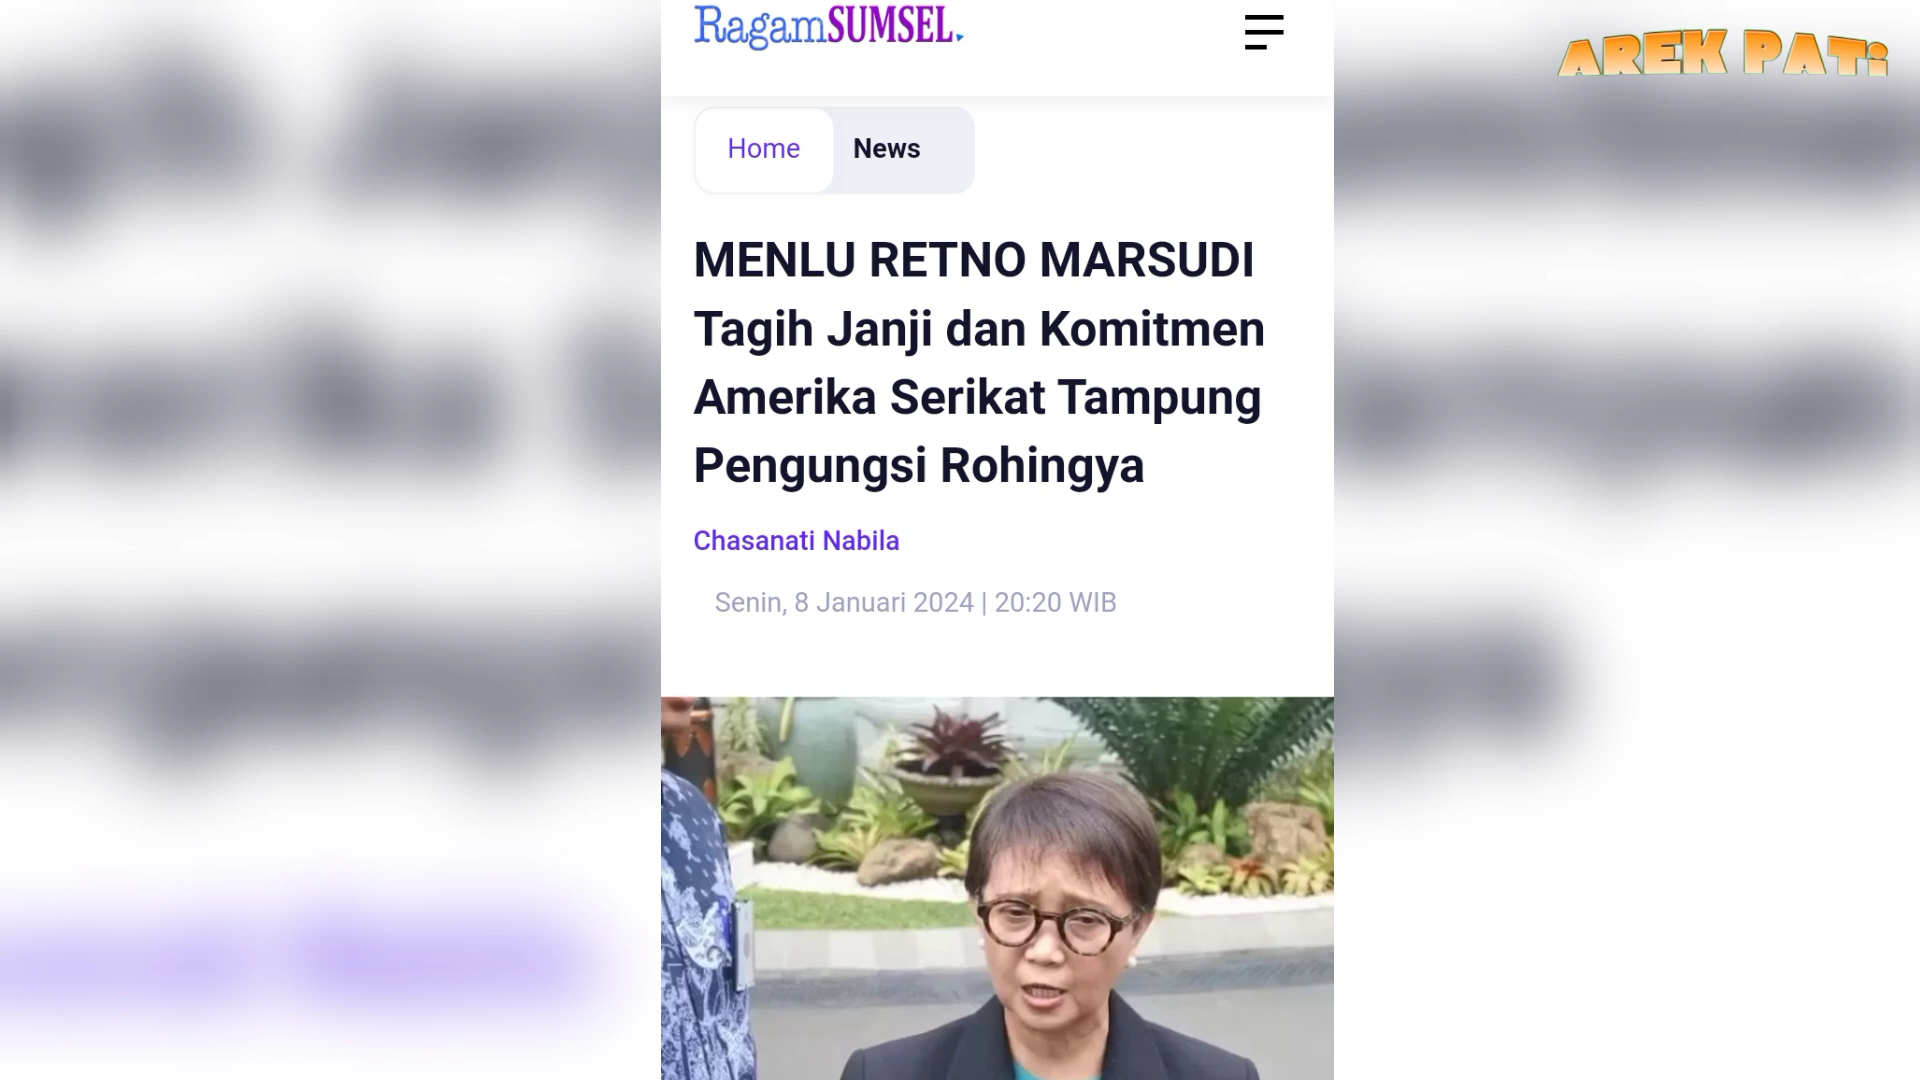 RagamSUMSEL
AREK PATi
Home
News
MENLU RETNO MARSUDI
Tagih Janji dan Komitmen
Amerika Serikat Tampung
Pengungsi Rohingya
Chasanati Nabila
Senin, 8 Januari 2024 | 20:20 WIB